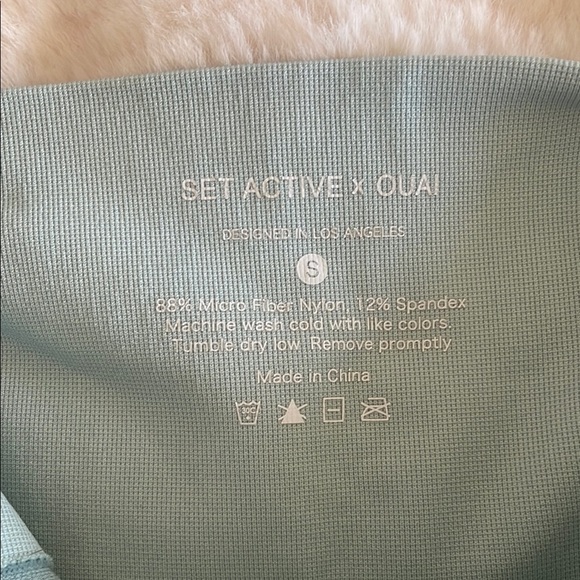 SET ACTIVE x OUAI
DESIGNED IN LOS ANGELES
S
88% Micro Fiber Nylon, 12% Spandex
Machine wash cold with like colors.
Tumble dry low. Remove promptly
Made in China
30C